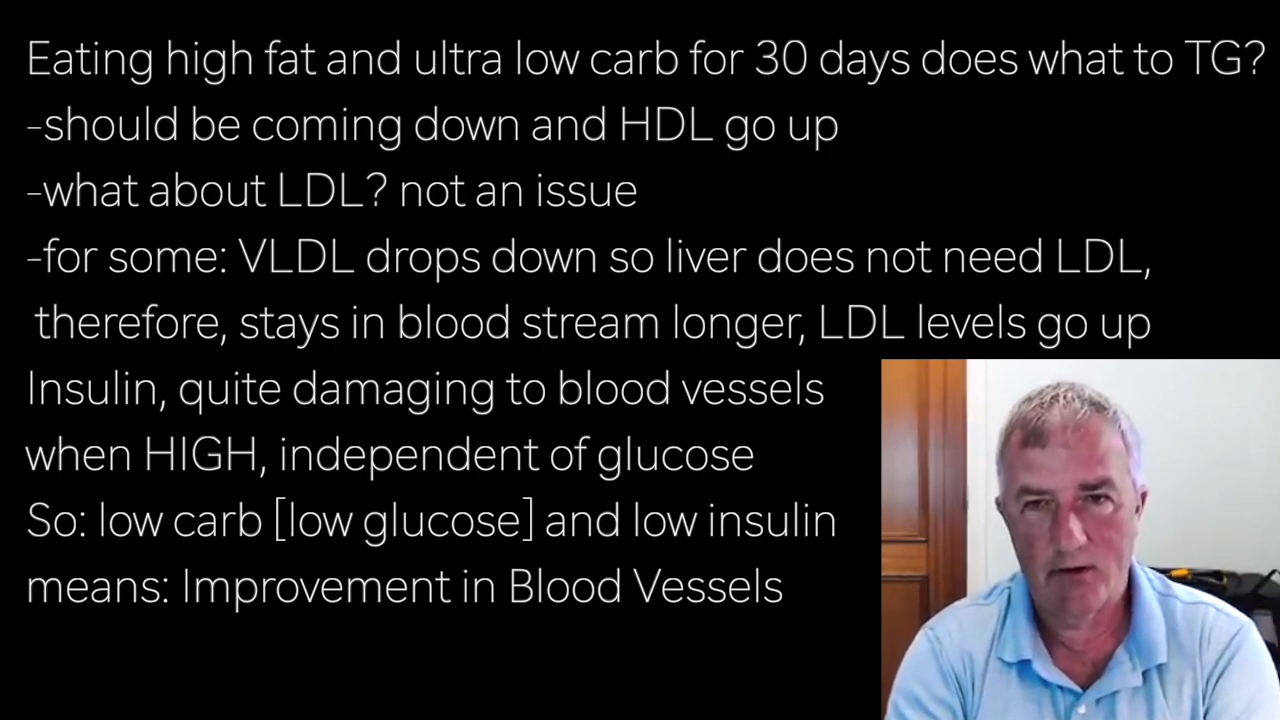 Eating high fat and ultra low carb for 30 days does what to TG?
-should be coming down and HDL go up
-what about LDL? not an issue
-for some: VLDL drops down so liver does not need LDL,
therefore, stays in blood stream longer, LDL levels go up
Insulin, quite damaging to blood vessels
when HIGH, independent of glucose
So: low carb [low glucose] and low insulin
means: Improvement in Blood Vessels